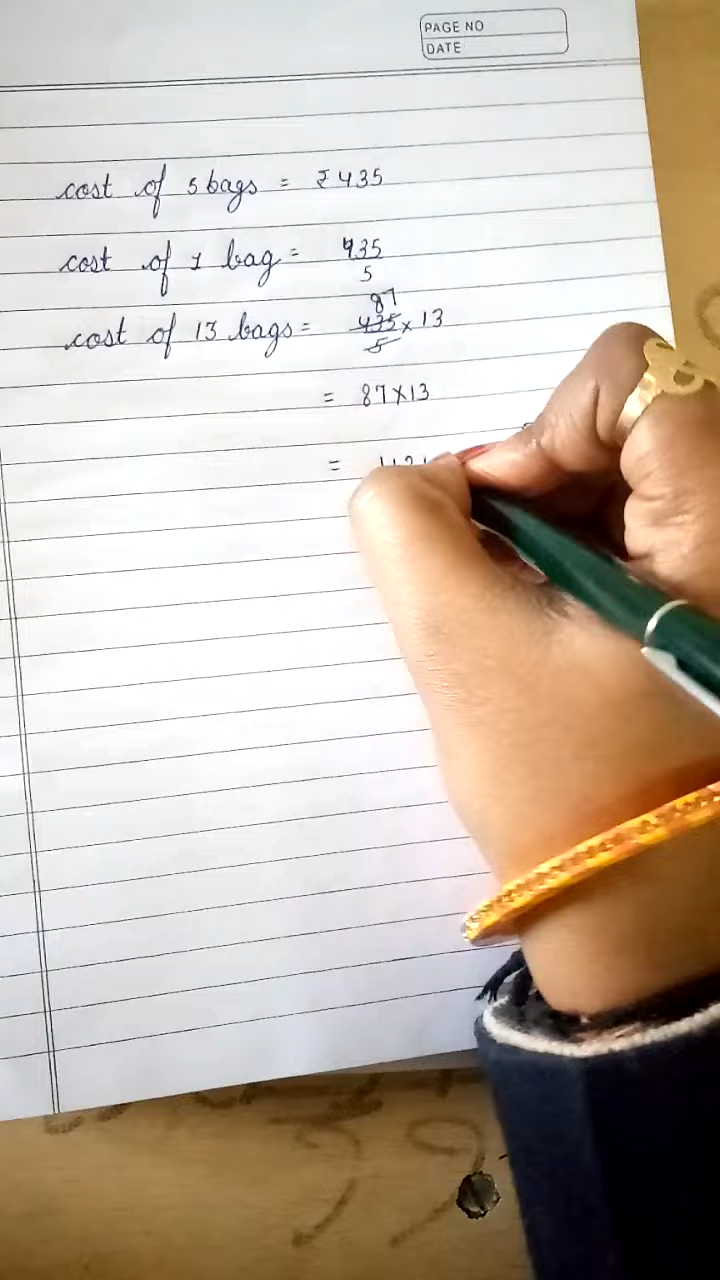 PAGE NO
DATE
cost of 5 bags = ₹435
cost of 1 bag = 435
5
87
cost of 13 bags = 435 × 13
5
= 87×13
=